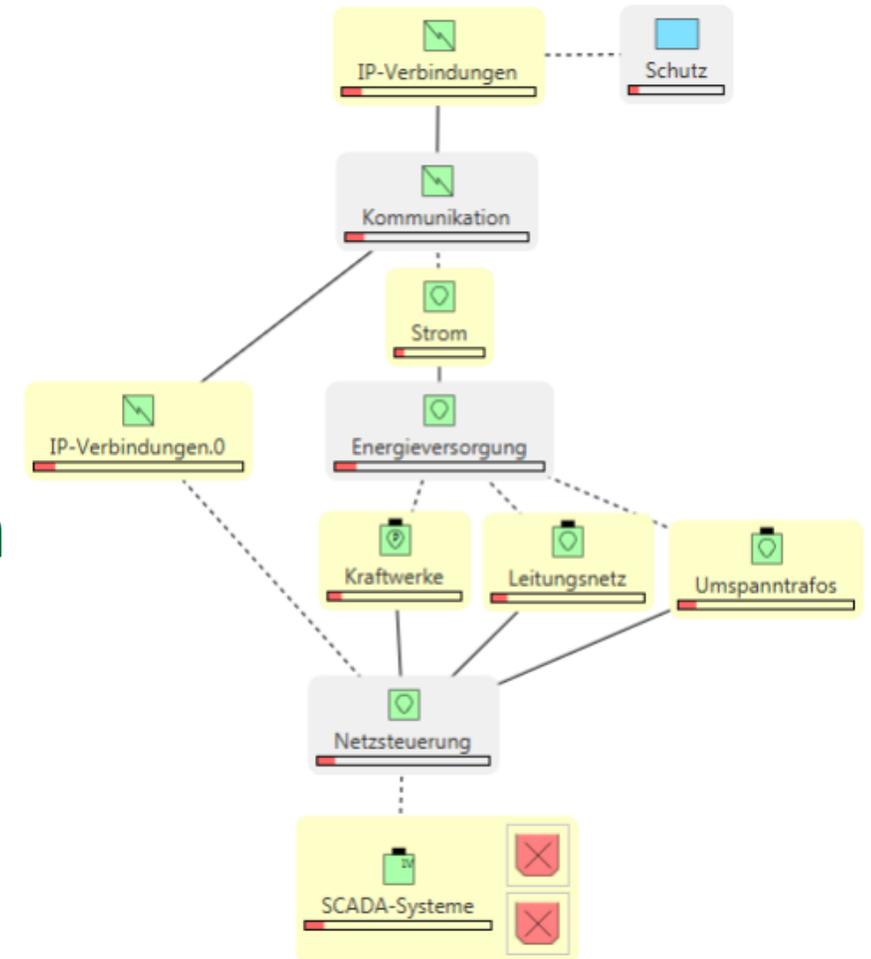 IP-Verbindungen
Schutz
Kommunikation
Strom
IP-Verbindungen.0
Energieversorgung
Kraftwerke
Leitungsnetz
Umspanntrafos
Netzsteuerung
SCADA-Systeme